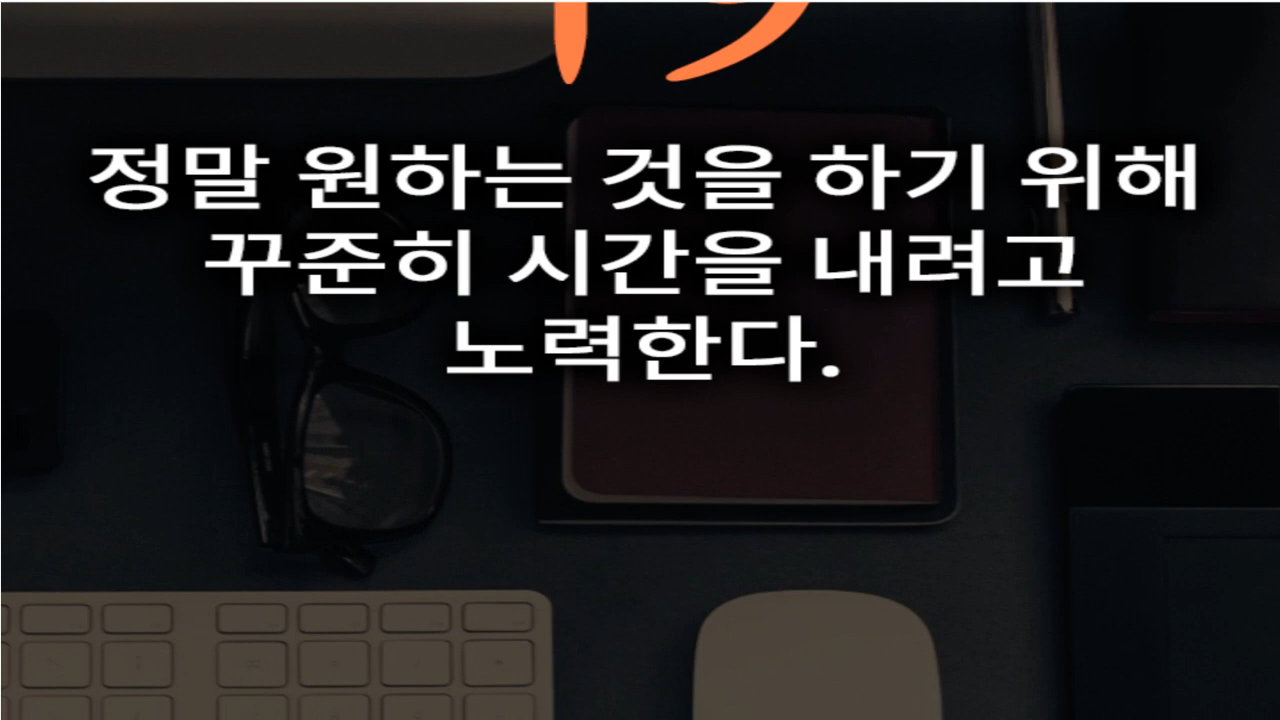 정말 원하는 것을 하기 위해
꾸준히 시간을 내려고
노력한다.